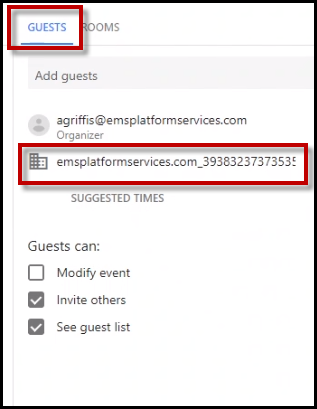 GUESTS ROOMS
Add guests
agriffis@emsplatformservices.com
Organizer
emsplatformservices.com_3938323737353
SUGGESTED TIMES
Guests can:
Modify event
Invite others
See guest list